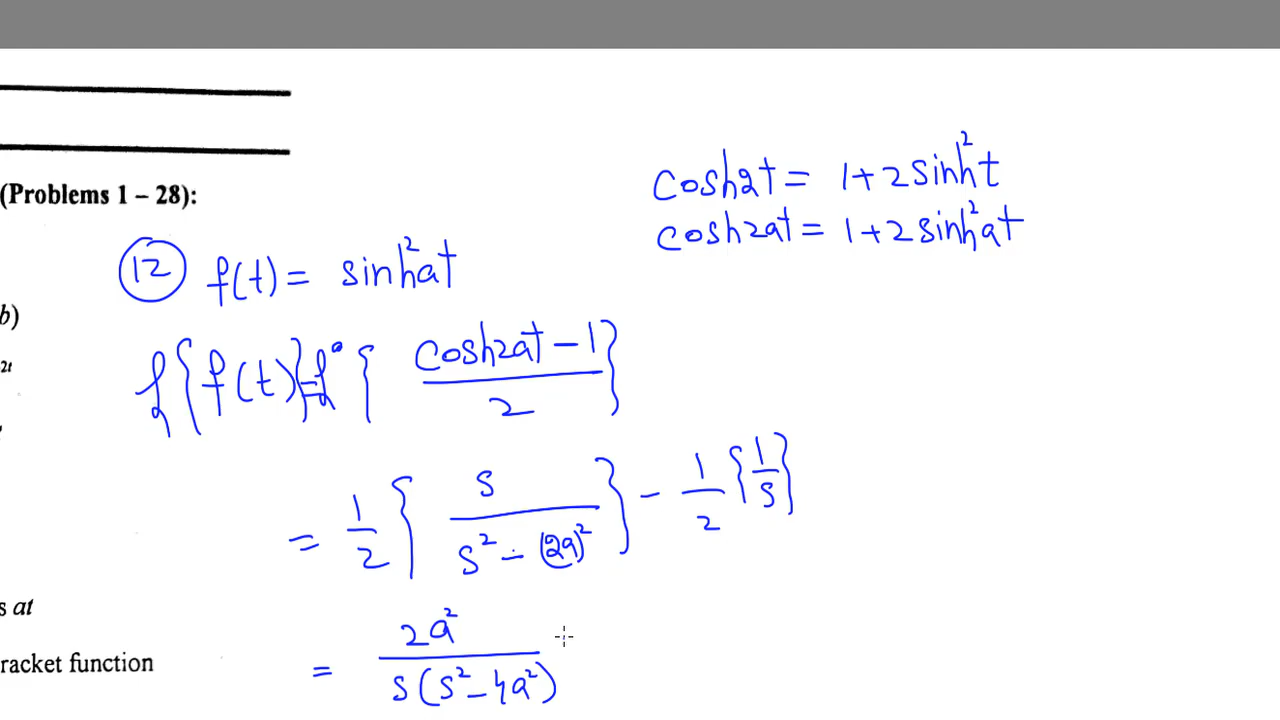 (Problems 1 – 28):
cosh2t = 1+2sinh²t
cosh2at = 1+2sinh²at
12 f(t) = sinh²at
b)
2t
ℒ{f(t)}=ℒ{ (cosh2at − 1)/2 }
= 1/2 { s/(s² − (2a)²) } − 1/2 {1/s}
s at
= 2a²/(s(s²−4a²))
racket function